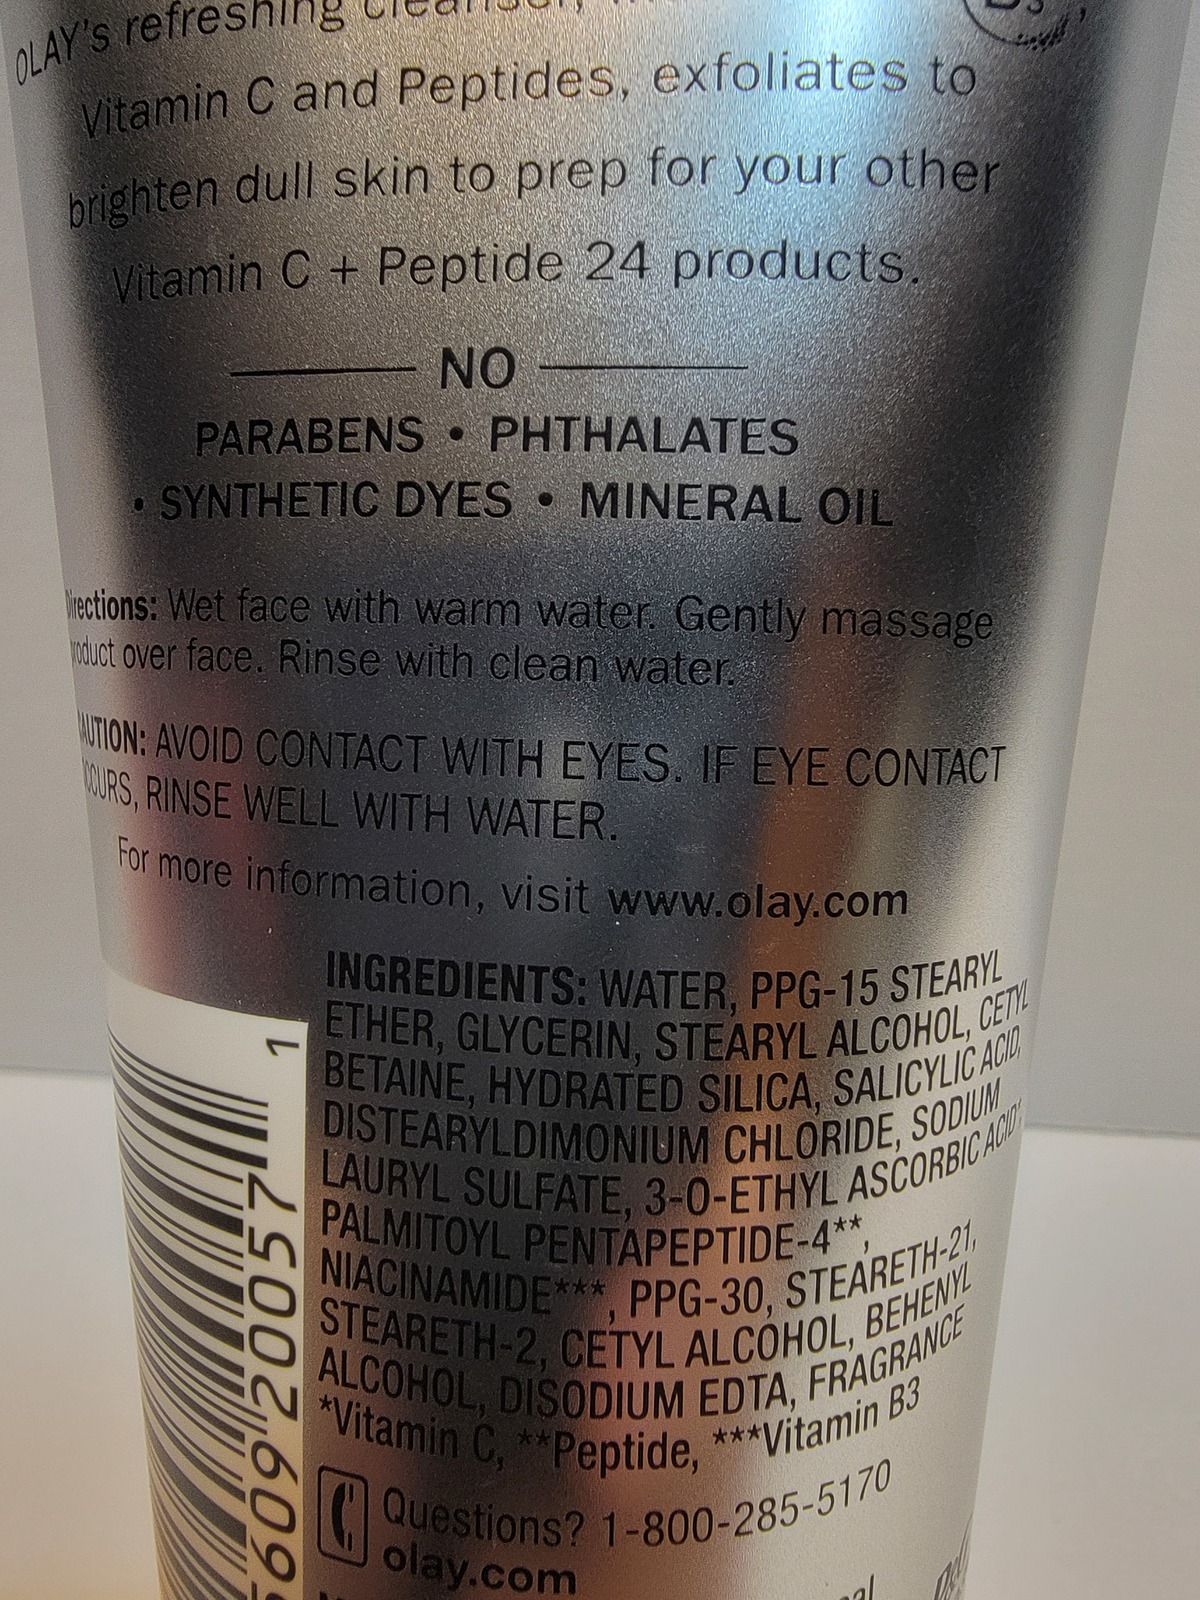 OLAY's refreshing cleanser,
Vitamin C and Peptides, exfoliates to
brighten dull skin to prep for your other
Vitamin C + Peptide 24 products.
NO
PARABENS • PHTHALATES
• SYNTHETIC DYES • MINERAL OIL
Directions: Wet face with warm water. Gently massage
product over face. Rinse with clean water.
CAUTION: AVOID CONTACT WITH EYES. IF EYE CONTACT
OCCURS, RINSE WELL WITH WATER.
For more information, visit www.olay.com
INGREDIENTS: WATER, PPG-15 STEARYL
ETHER, GLYCERIN, STEARYL ALCOHOL, CETYL
BETAINE, HYDRATED SILICA, SALICYLIC ACID,
DISTEARYLDIMONIUM CHLORIDE, SODIUM
LAURYL SULFATE, 3-O-ETHYL ASCORBIC ACID*,
PALMITOYL PENTAPEPTIDE-4**,
NIACINAMIDE***, PPG-30, STEARETH-21,
STEARETH-2, CETYL ALCOHOL, BEHENYL
ALCOHOL, DISODIUM EDTA, FRAGRANCE
*Vitamin C, **Peptide, ***Vitamin B3
Questions? 1-800-285-5170
olay.com
5609 20057 1